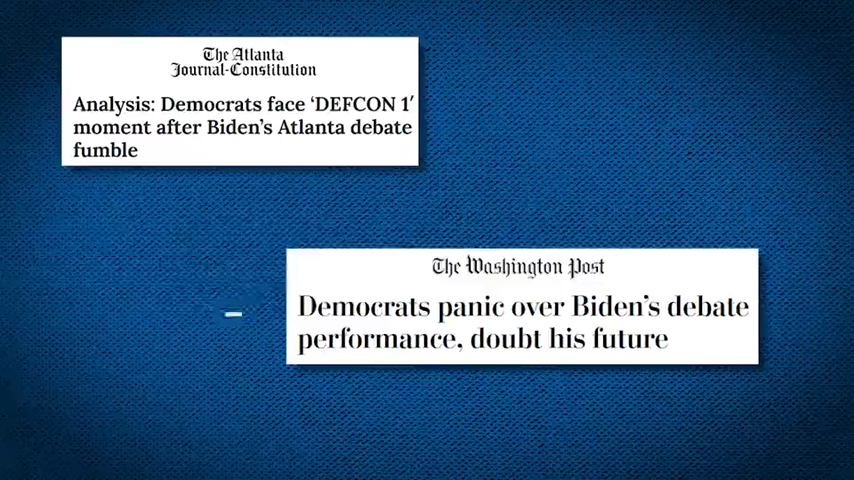 The Atlanta
Journal-Constitution
Analysis: Democrats face ‘DEFCON 1’
moment after Biden’s Atlanta debate
fumble
The Washington Post
Democrats panic over Biden’s debate
performance, doubt his future